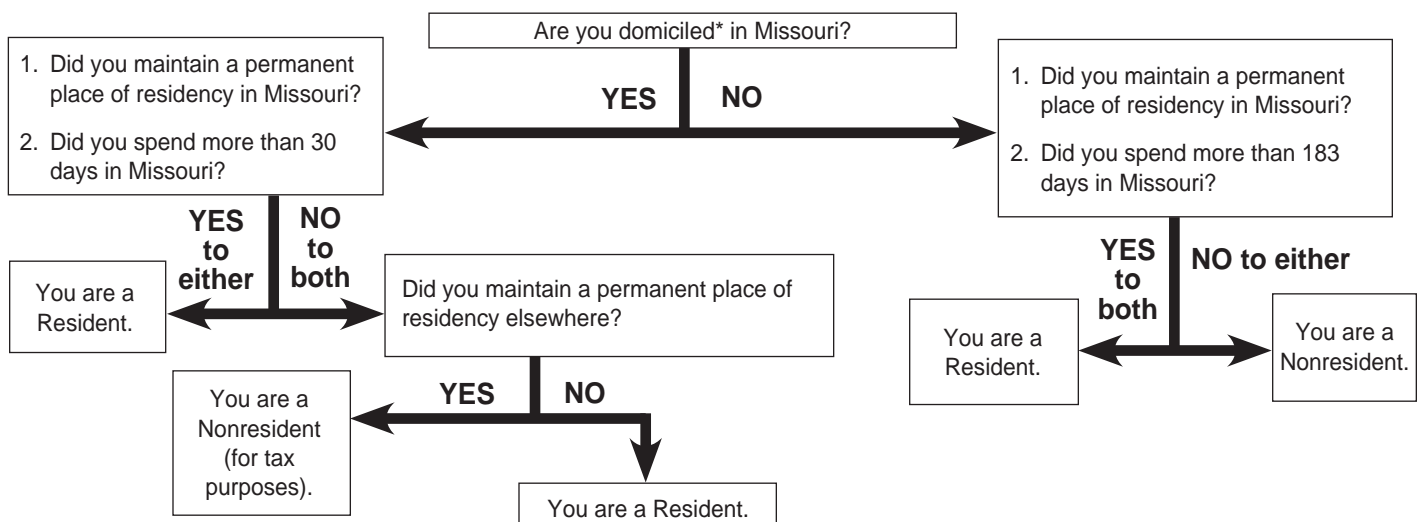 Are you domiciled* in Missouri?
1. Did you maintain a permanent
place of residency in Missouri?
2. Did you spend more than 30
days in Missouri?
YES
NO
1. Did you maintain a permanent
place of residency in Missouri?
2. Did you spend more than 183
days in Missouri?
YES
to
either
NO
to
both
You are a
Resident.
Did you maintain a permanent place of
residency elsewhere?
YES
to
both
NO to either
You are a
Resident.
You are a
Nonresident.
YES
NO
You are a
Nonresident
(for tax
purposes).
You are a Resident.